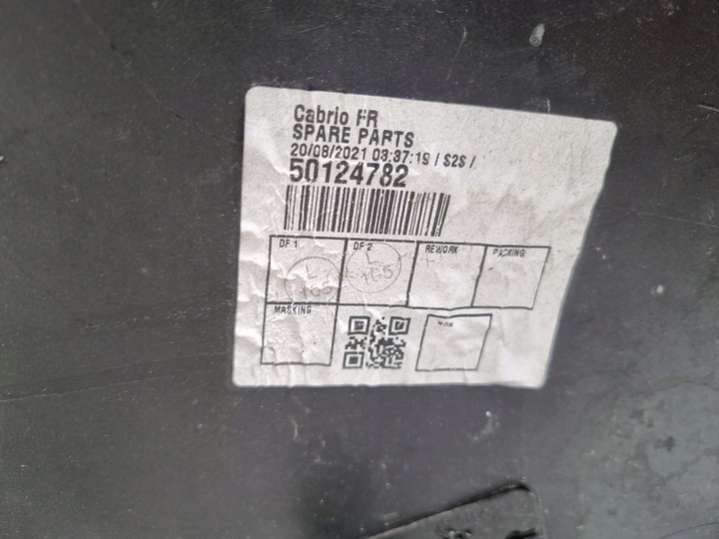 Cabrio FR
SPARE PARTS
20/08/2021 03:37:19 / S2S /
50124782
DF 1
DF 2
REWORK
PACKING
L
L
165
MASKING